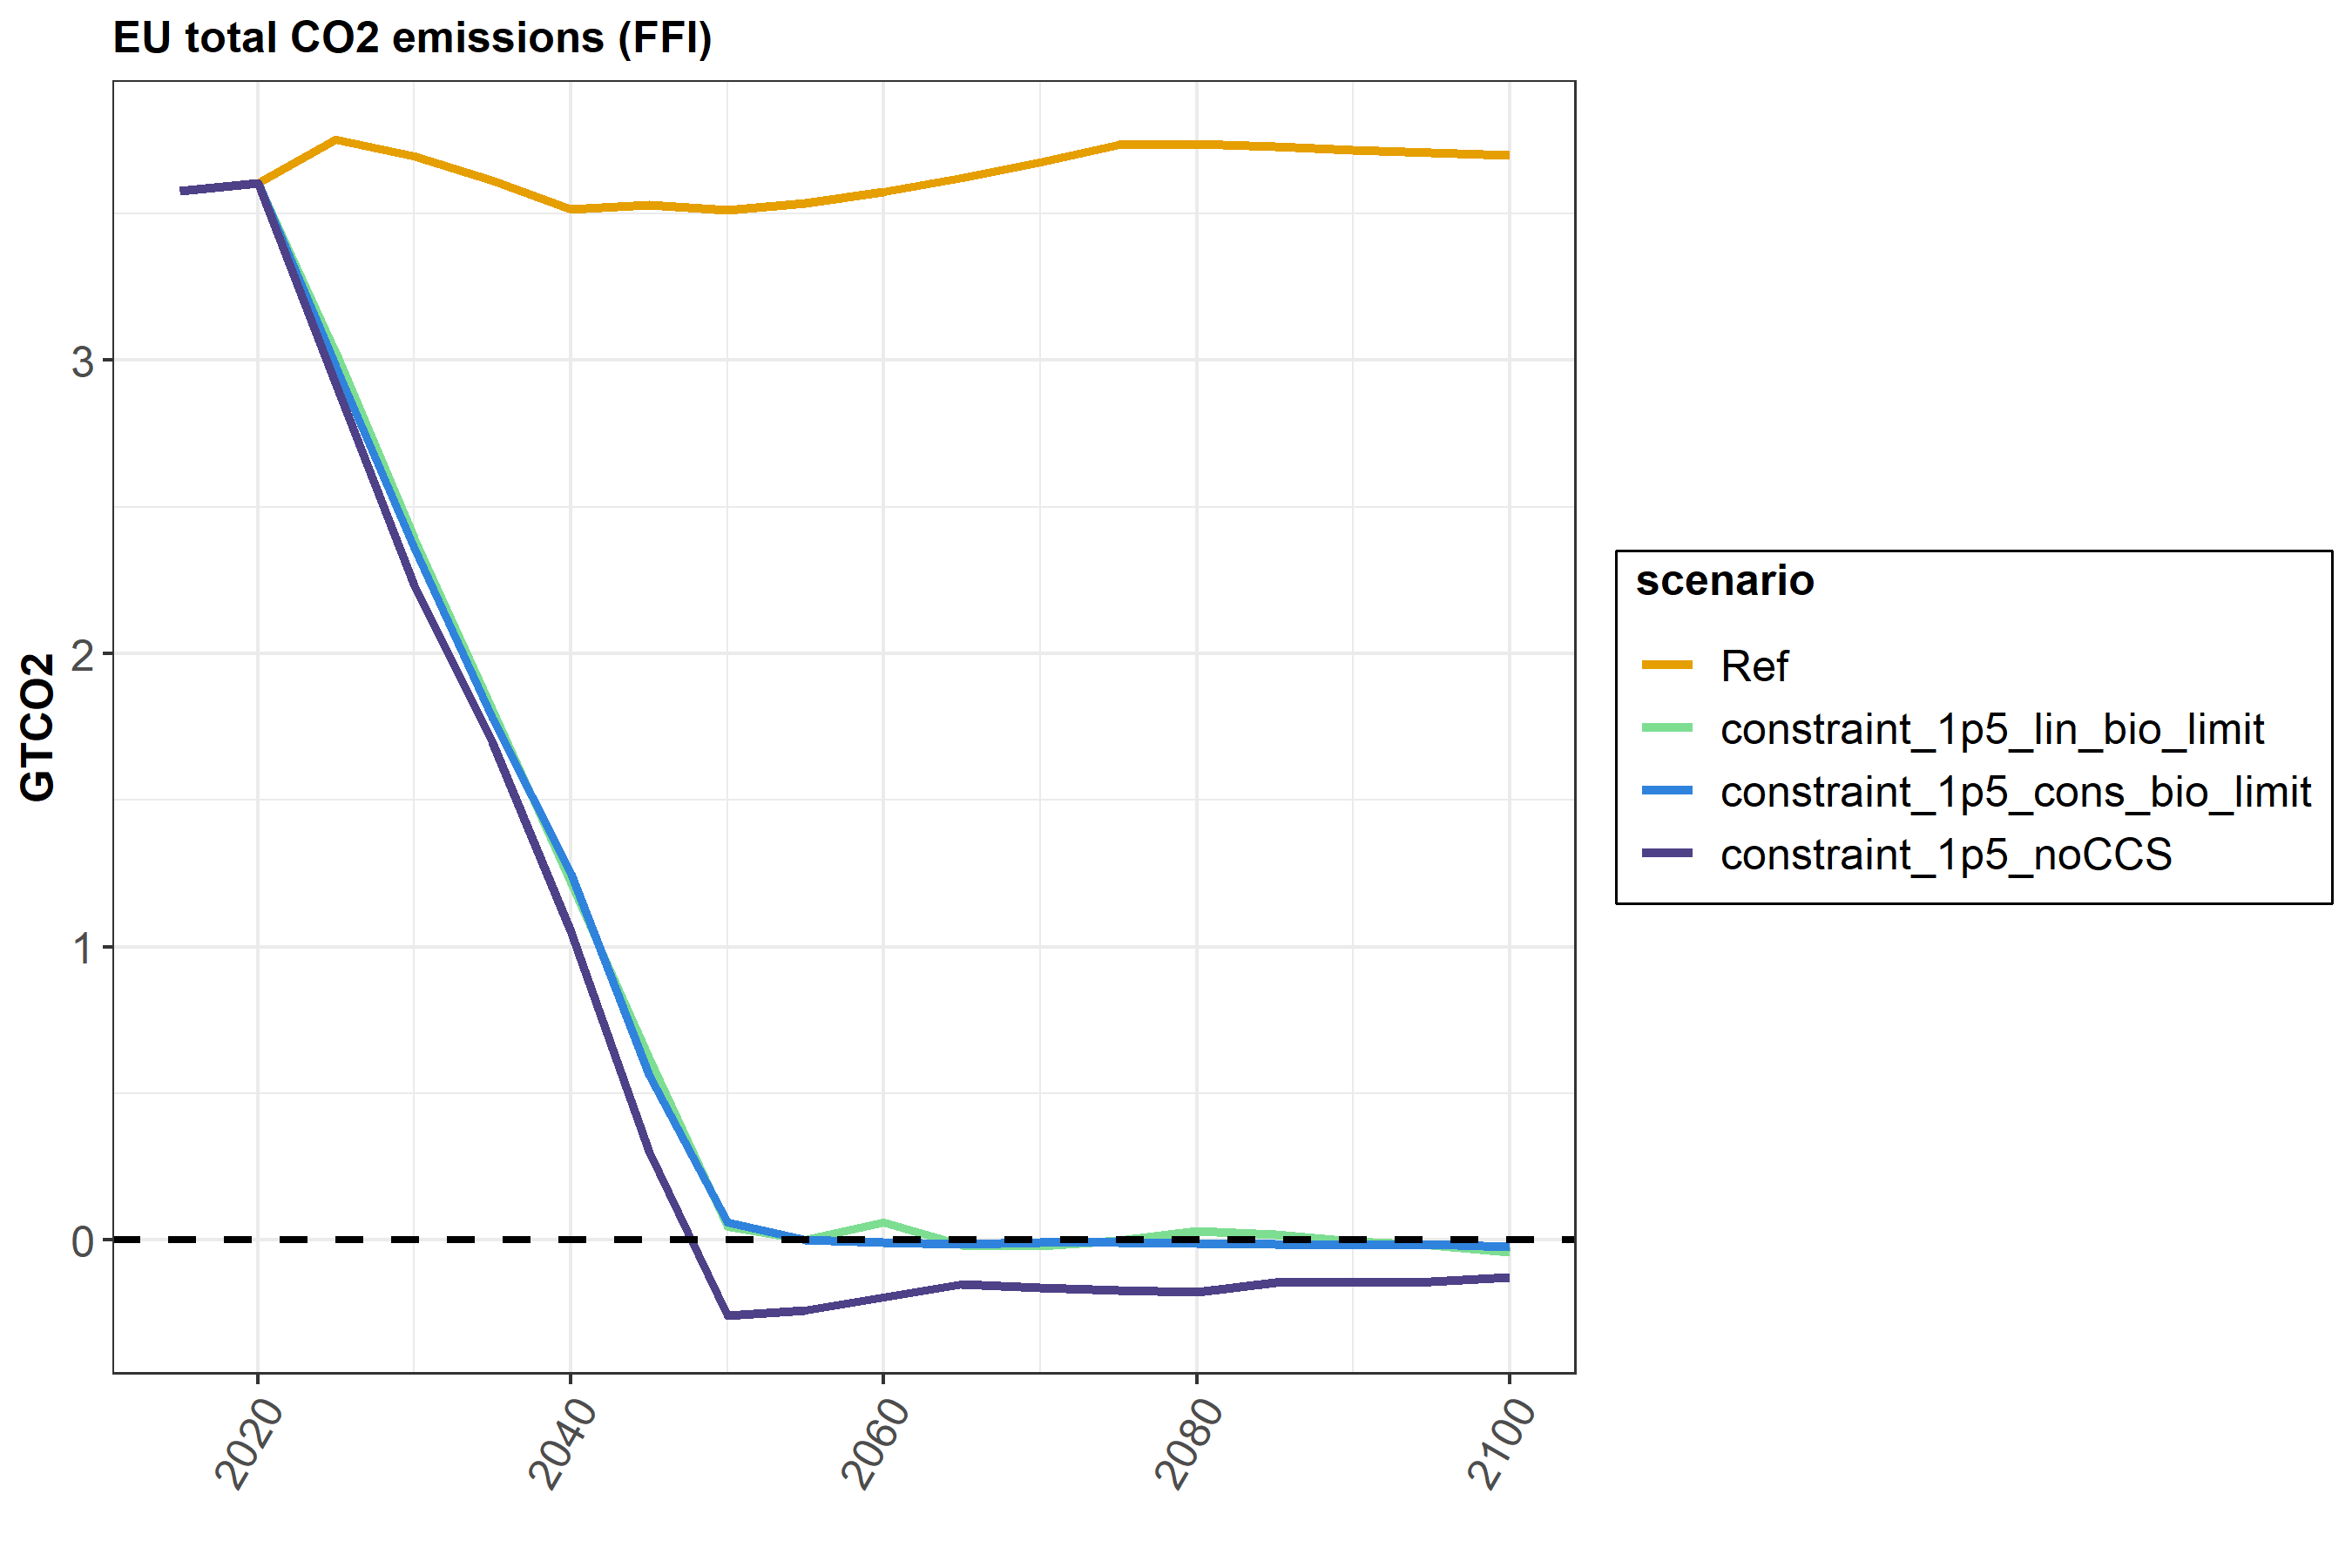 EU total CO2 emissions (FFI)
GTCO2
3
2
1
0
2020
2040
2060
2080
2100
scenario
Ref
constraint_1p5_lin_bio_limit
constraint_1p5_cons_bio_limit
constraint_1p5_noCCS